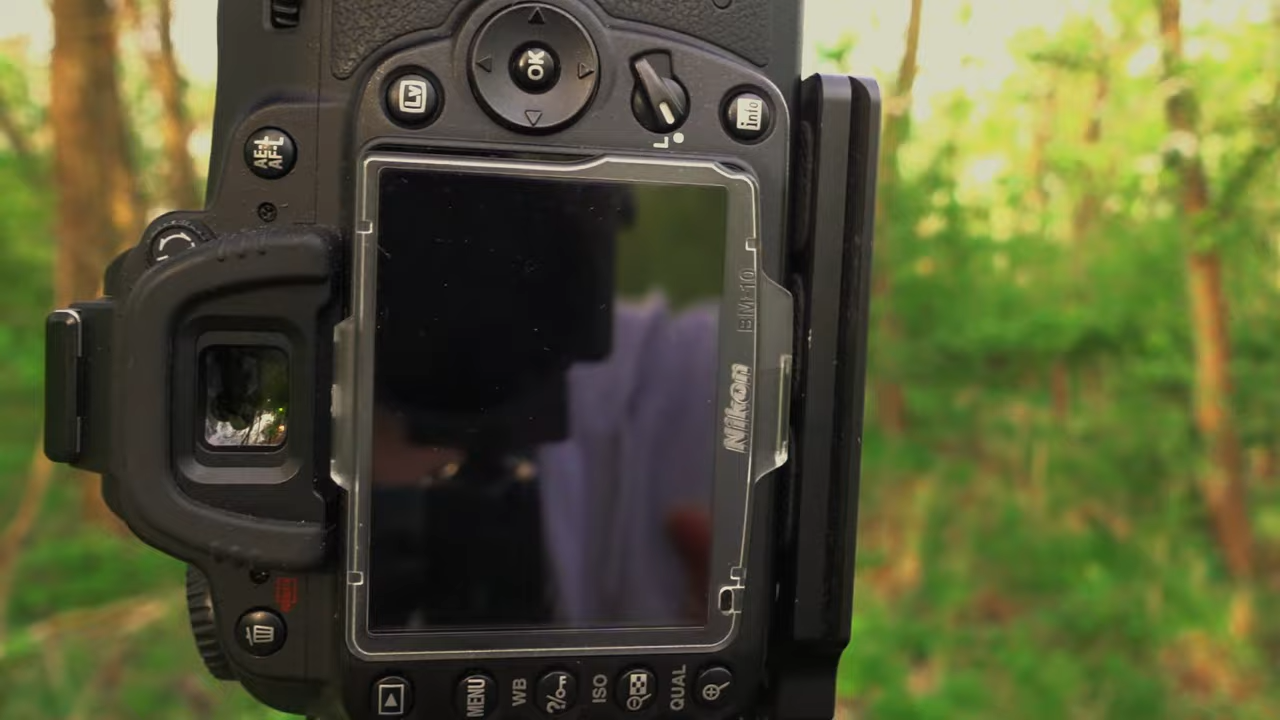 OK
Lv
info
AE-L
AF-L
L
BM-10
Nikon
MENU
WB
?
ISO
QUAL